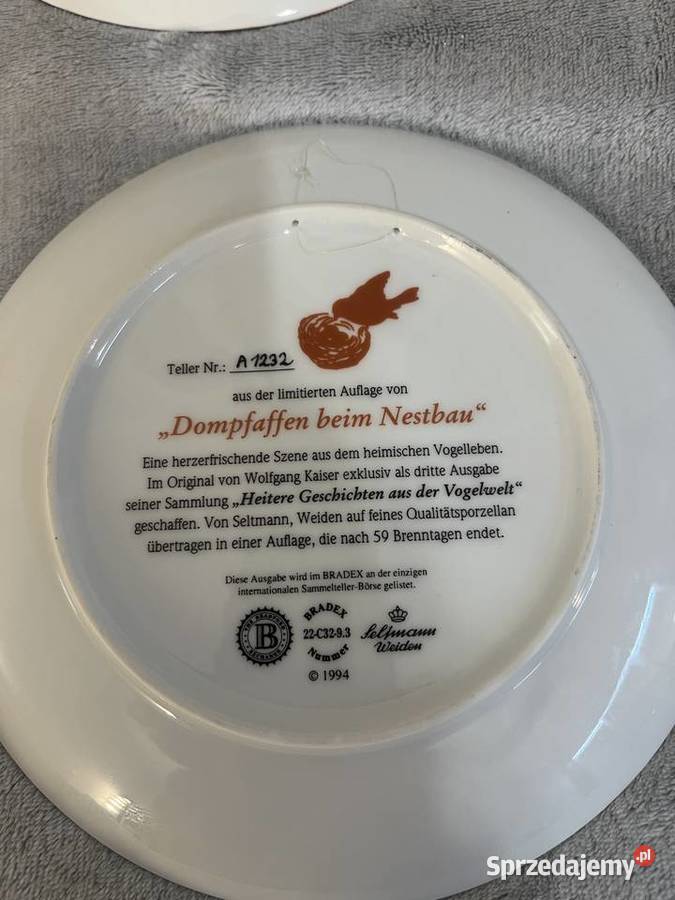 Teller Nr.: A 1232
aus der limitierten Auflage von
„Dompfaffen beim Nestbau“
Eine herzerfrischende Szene aus dem heimischen Vogelleben.
Im Original von Wolfgang Kaiser exklusiv als dritte Ausgabe
seiner Sammlung „Heitere Geschichten aus der Vogelwelt“
geschaffen. Von Seltmann, Weiden auf feines Qualitätsporzellan
übertragen in einer Auflage, die nach 59 Brenntagen endet.
Diese Ausgabe wird im BRADEX an der einzigen
internationalen Sammelteller-Börse gelistet.
THE BRADFORD
B
EXCHANGE
BRADEX
22-C32-9.3
Nummer
Seltmann
Weiden
© 1994
Sprzedajemy.pl